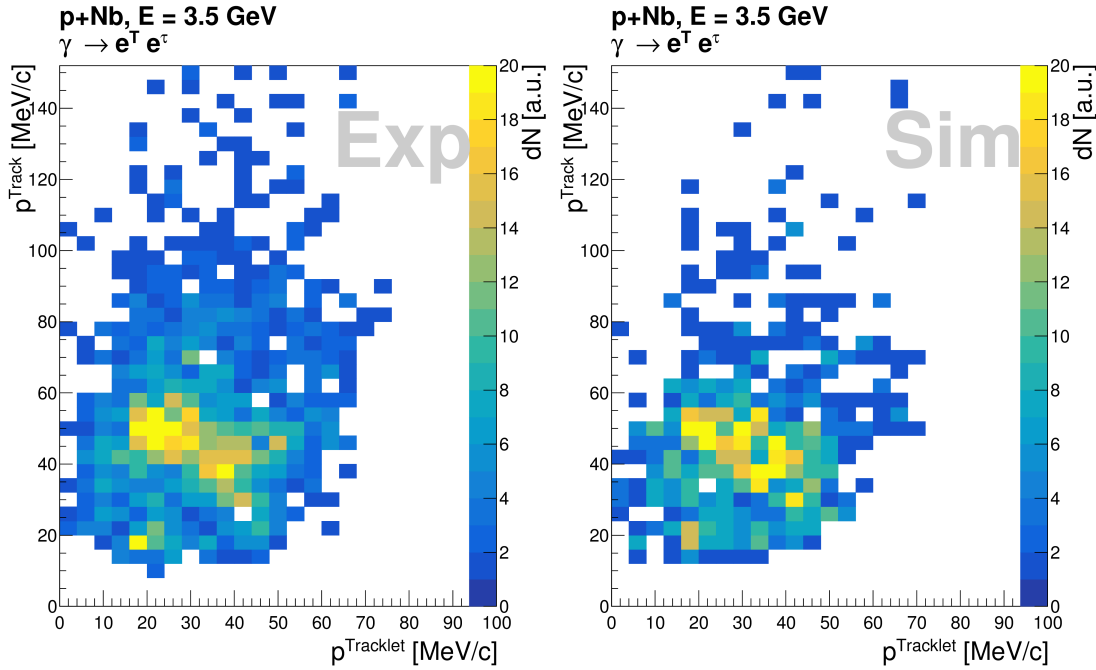 p+Nb, E = 3.5 GeV
γ → e^T e^τ
p^Track [MeV/c]
140
120
100
80
60
40
20
0
0 10 20 30 40 50 60 70 80 90 100
p^Tracklet [MeV/c]
Exp
dN [a.u.]
20
18
16
14
12
10
8
6
4
2
0
p+Nb, E = 3.5 GeV
γ → e^T e^τ
p^Track [MeV/c]
140
120
100
80
60
40
20
0
0 10 20 30 40 50 60 70 80 90 100
p^Tracklet [MeV/c]
Sim
dN [a.u.]
20
18
16
14
12
10
8
6
4
2
0